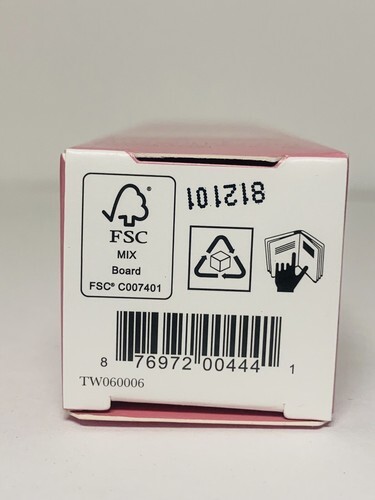 812101
FSC®
MIX
Board
FSC® C007401
8 76972 00444 1
TW060006